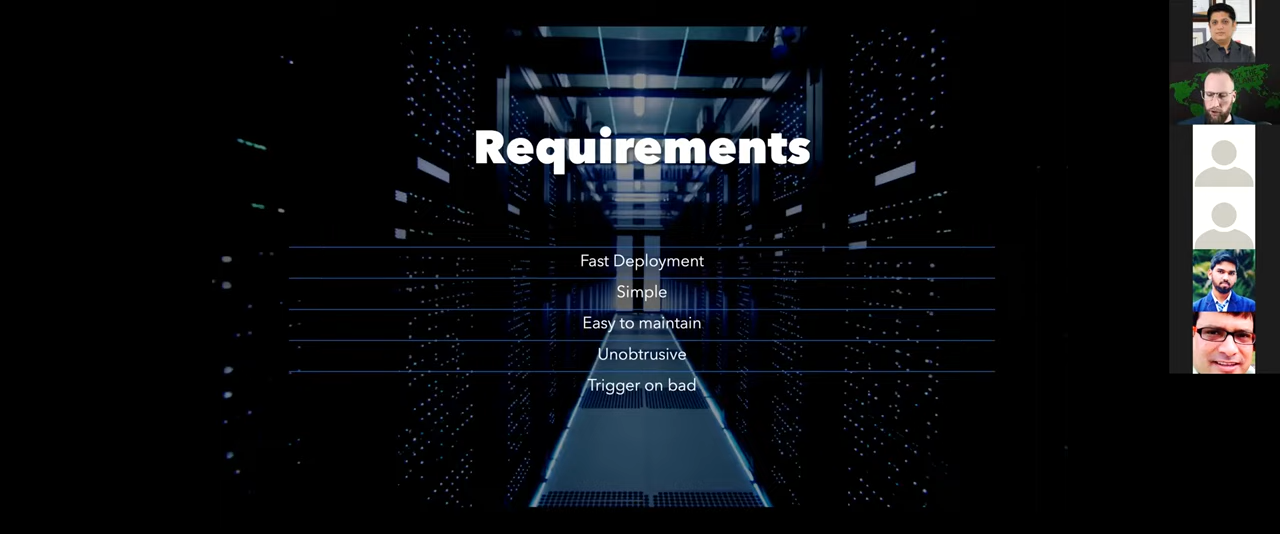 Requirements
Fast Deployment
Simple
Easy to maintain
Unobtrusive
Trigger on bad